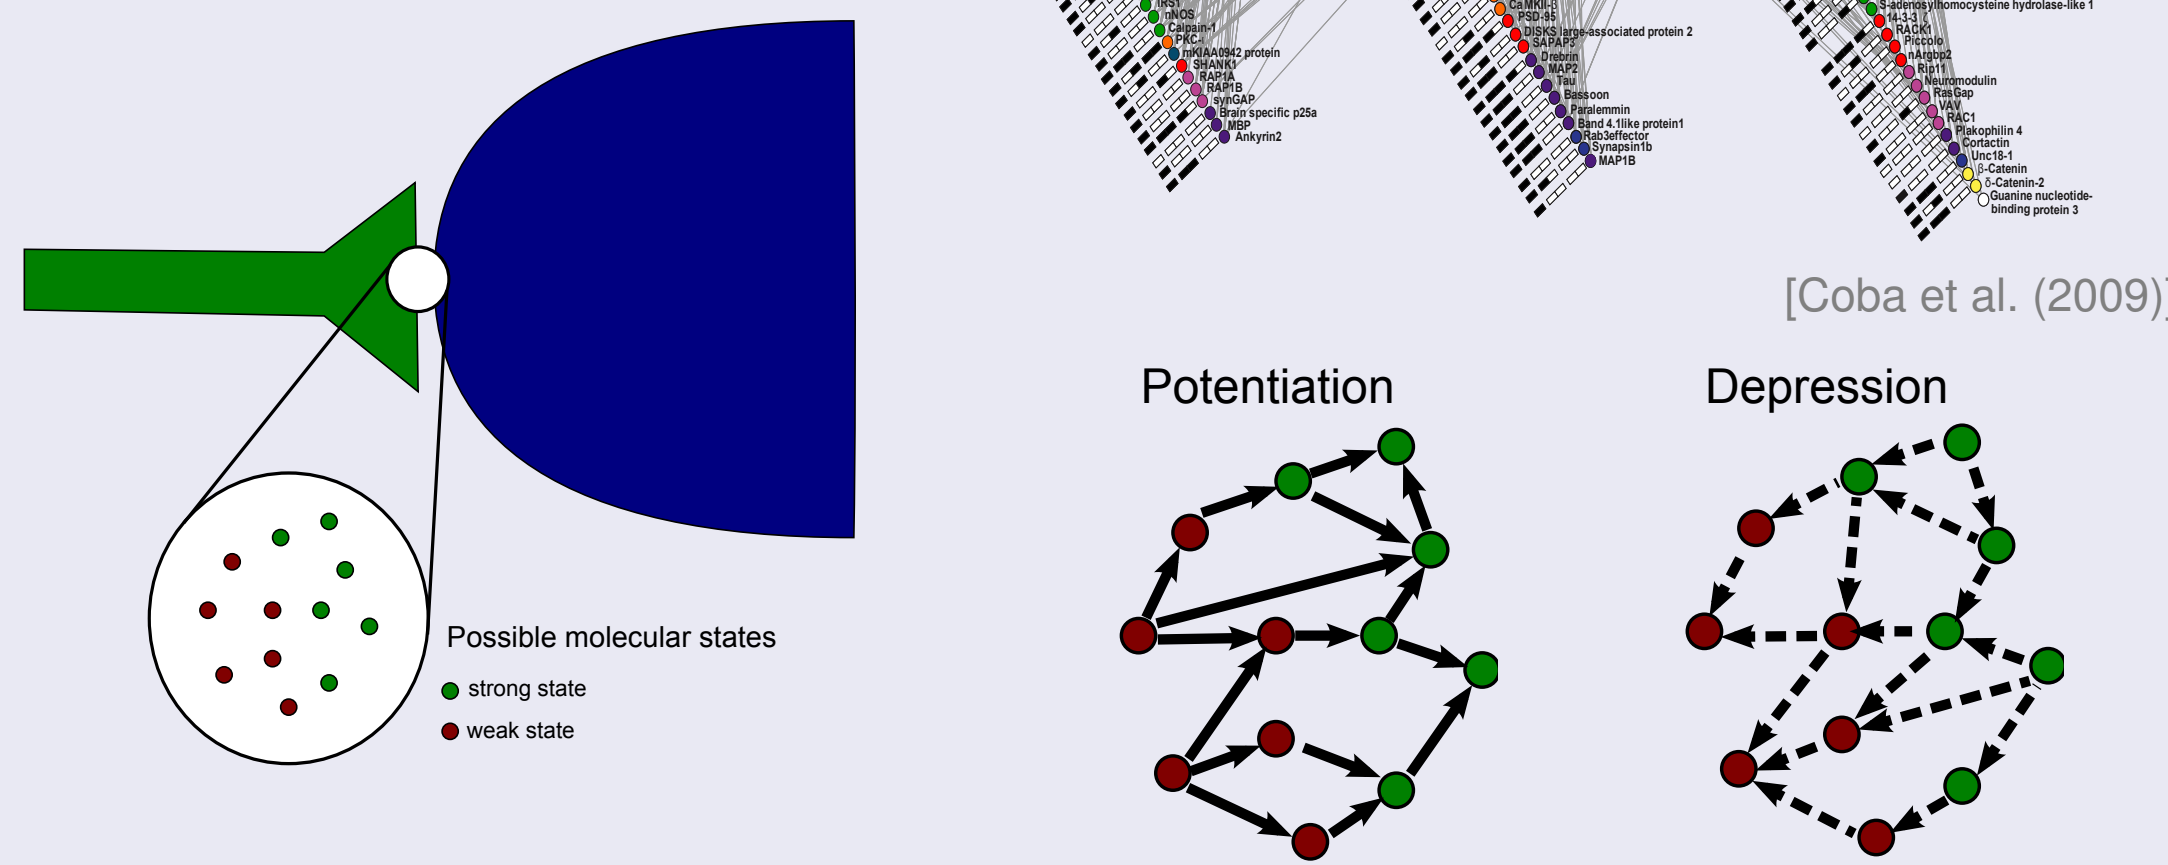 IRS1
nNOS
Calpain-1
PKC-ι
mKIAA0942 protein
SHANK1
RAP1A
RAP1B
synGAP
Brain specific p25a
MBP
Ankyrin2
CaMKII-β
PSD-95
DISKS large-associated protein 2
SAPAP3
Drebrin
MAP2
Tau
Bassoon
Paralemmin
Band 4.1like protein1
Rab3effector
Synapsin1b
MAP1B
S-adenosylhomocysteine hydrolase-like 1
14-3-3 ζ
RACK1
Piccolo
nArgbp2
Rip11
Neuromodulin
RasGap
VAV
RAC1
Plakophilin 4
Cortactin
Unc18-1
β-Catenin
δ-Catenin-2
Guanine nucleotide-
binding protein 3
[Coba et al. (2009)]
Potentiation
Depression
Possible molecular states
strong state
weak state